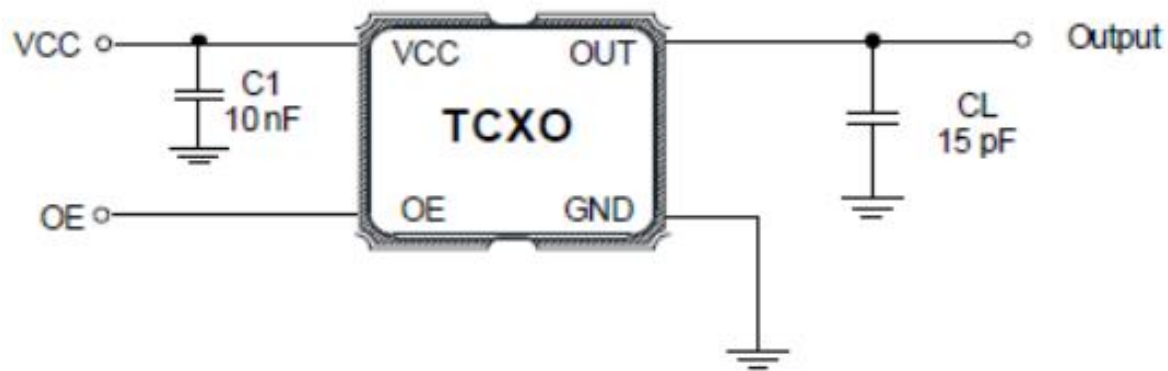 VCC
C1
10 nF
OE
VCC
OUT
TCXO
OE
GND
Output
CL
15 pF